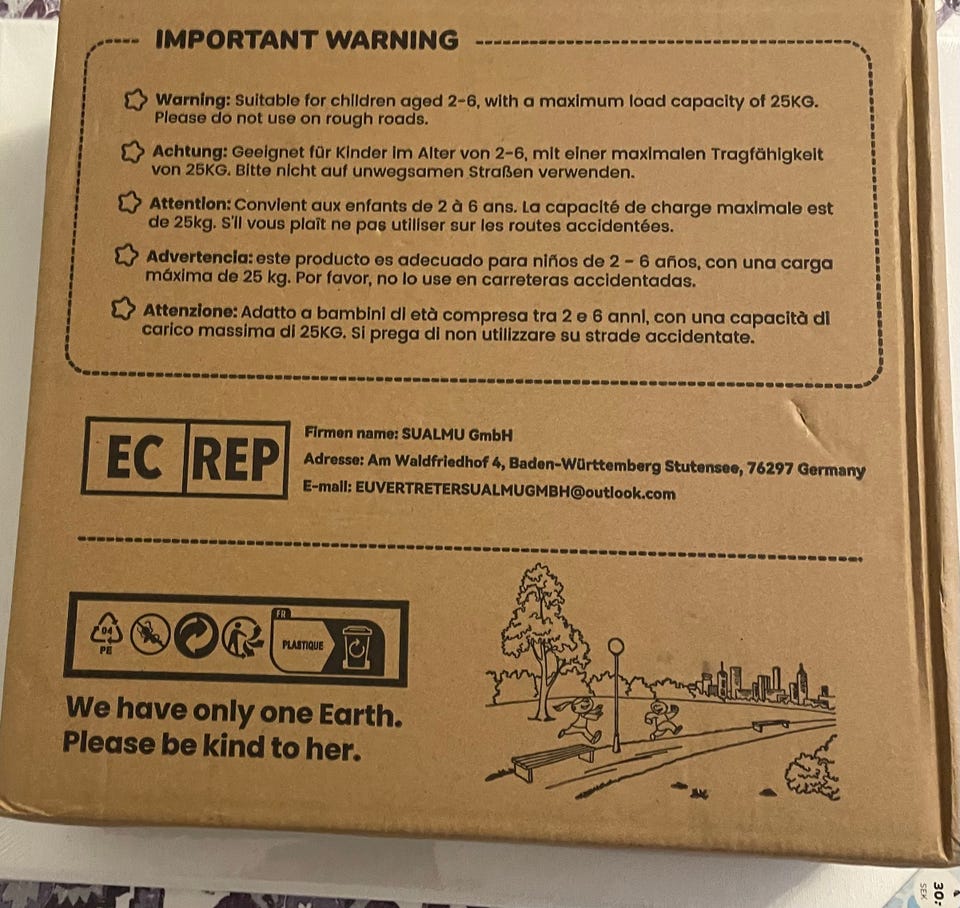 IMPORTANT WARNING
Warning: Suitable for children aged 2-6, with a maximum load capacity of 25KG.
Please do not use on rough roads.
Achtung: Geeignet für Kinder im Alter von 2-6, mit einer maximalen Tragfähigkeit
von 25KG. Bitte nicht auf unwegsamen Straßen verwenden.
Attention: Convient aux enfants de 2 à 6 ans. La capacité de charge maximale est
de 25kg. S'il vous plaît ne pas utiliser sur les routes accidentées.
Advertencia: este producto es adecuado para niños de 2 - 6 años, con una carga
máxima de 25 kg. Por favor, no lo use en carreteras accidentadas.
Attenzione: Adatto a bambini di età compresa tra 2 e 6 anni, con una capacità di
carico massima di 25KG. Si prega di non utilizzare su strade accidentate.
EC REP
Firmen name: SUALMU GmbH
Adresse: Am Waldfriedhof 4, Baden-Württemberg Stutensee, 76297 Germany
E-mail: EUVERTRETERSUALMUGMBH@outlook.com
04
PE
FR
PLASTIQUE
We have only one Earth.
Please be kind to her.
30:-
SEK